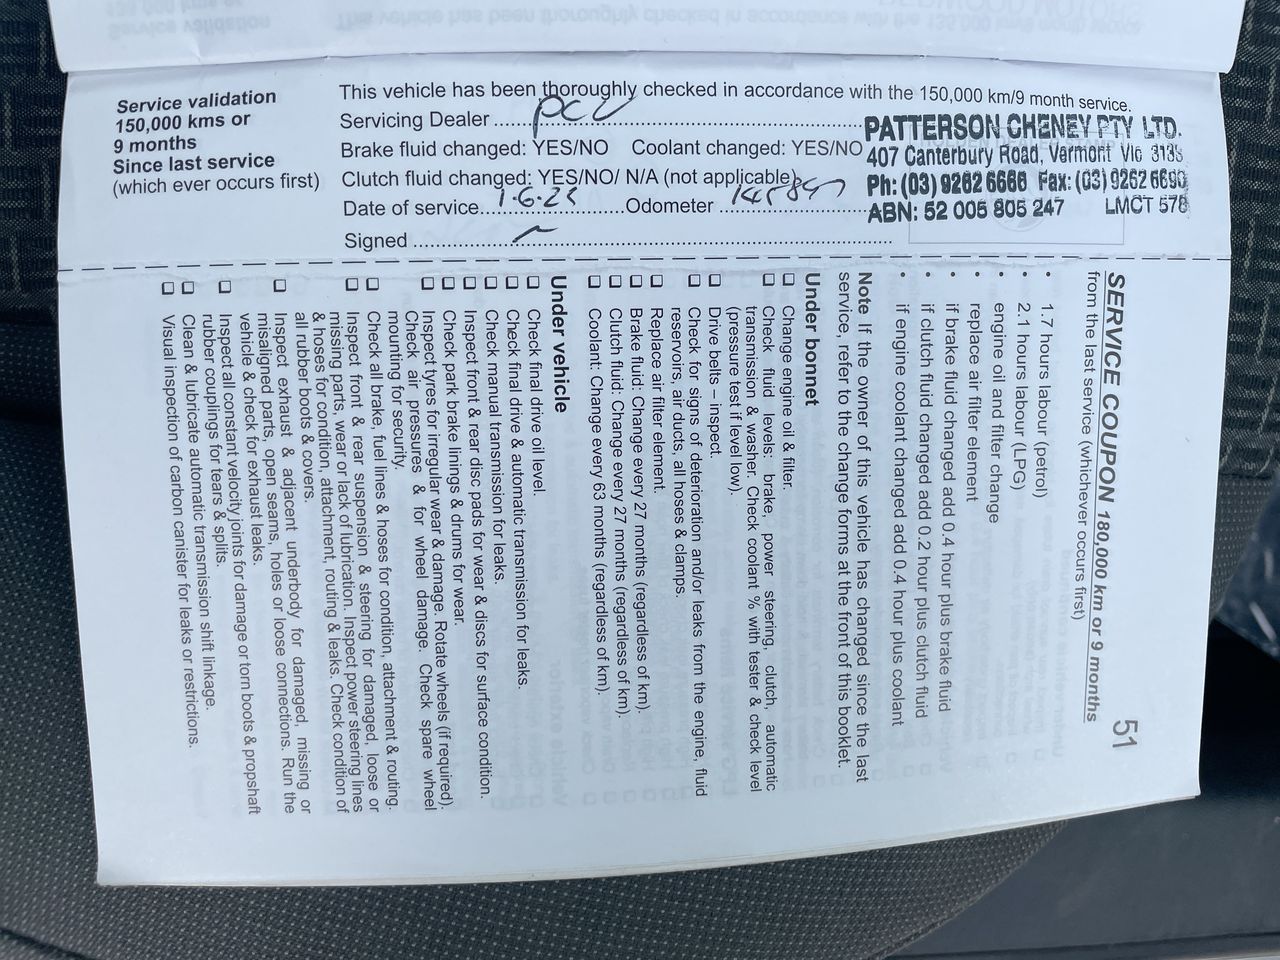 Service validation
150,000 kms or
9 months
Since last service
(which ever occurs first)
This vehicle has been thoroughly checked in accordance with the 150,000 km/9 month service.
Servicing Dealer PCV
Brake fluid changed: YES/NO Coolant changed: YES/NO
Clutch fluid changed: YES/NO/ N/A (not applicable)
Date of service Odometer
Signed
PATTERSON CHENEY PTY LTD.
407 Canterbury Road, Vermont Vic 3133
Ph: (03) 9262 6666 Fax: (03) 9262 6690
ABN: 52 005 805 247 LMCT 578
SERVICE COUPON 180,000 km or 9 months 51
from the last service (whichever occurs first)
• 1.7 hours labour (petrol)
• 2.1 hours labour (LPG)
• engine oil and filter change
• replace air filter element
• if brake fluid changed add 0.4 hour plus brake fluid
• if clutch fluid changed add 0.2 hour plus clutch fluid
• if engine coolant changed add 0.4 hour plus coolant
Note If the owner of this vehicle has changed since the last
service, refer to the change forms at the front of this booklet.
Under bonnet
☐ Change engine oil & filter.
☐ Check fluid levels: brake, power steering, clutch, automatic
transmission & washer. Check coolant % with tester & check level
(pressure test if level low).
☐ Drive belts – inspect.
☐ Check for signs of deterioration and/or leaks from the engine, fluid
reservoirs, air ducts, all hoses & clamps.
☐ Replace air filter element.
☐ Brake fluid: Change every 27 months (regardless of km).
☐ Clutch fluid: Change every 27 months (regardless of km).
☐ Coolant: Change every 63 months (regardless of km).
Under vehicle
☐ Check final drive oil level.
☐ Check final drive & automatic transmission for leaks.
☐ Check manual transmission for leaks.
☐ Inspect front & rear disc pads for wear & discs for surface condition.
☐ Check park brake linings & drums for wear.
☐ Inspect tyres for irregular wear & damage. Rotate wheels (if required).
Check air pressures & for wheel damage. Check spare wheel
mounting for security.
☐ Check all brake, fuel lines & hoses for condition, attachment & routing.
☐ Inspect front & rear suspension & steering for damaged, loose or
missing parts, wear or lack of lubrication. Inspect power steering lines
& hoses for condition, attachment, routing & leaks. Check condition of
all rubber boots & covers.
☐ Inspect exhaust & adjacent underbody for damaged, missing or
misaligned parts, open seams, holes or loose connections. Run the
vehicle & check for exhaust leaks.
☐ Inspect all constant velocity joints for damage or torn boots & propshaft
rubber couplings for tears & splits.
☐ Clean & lubricate automatic transmission shift linkage.
☐ Visual inspection of carbon canister for leaks or restrictions.